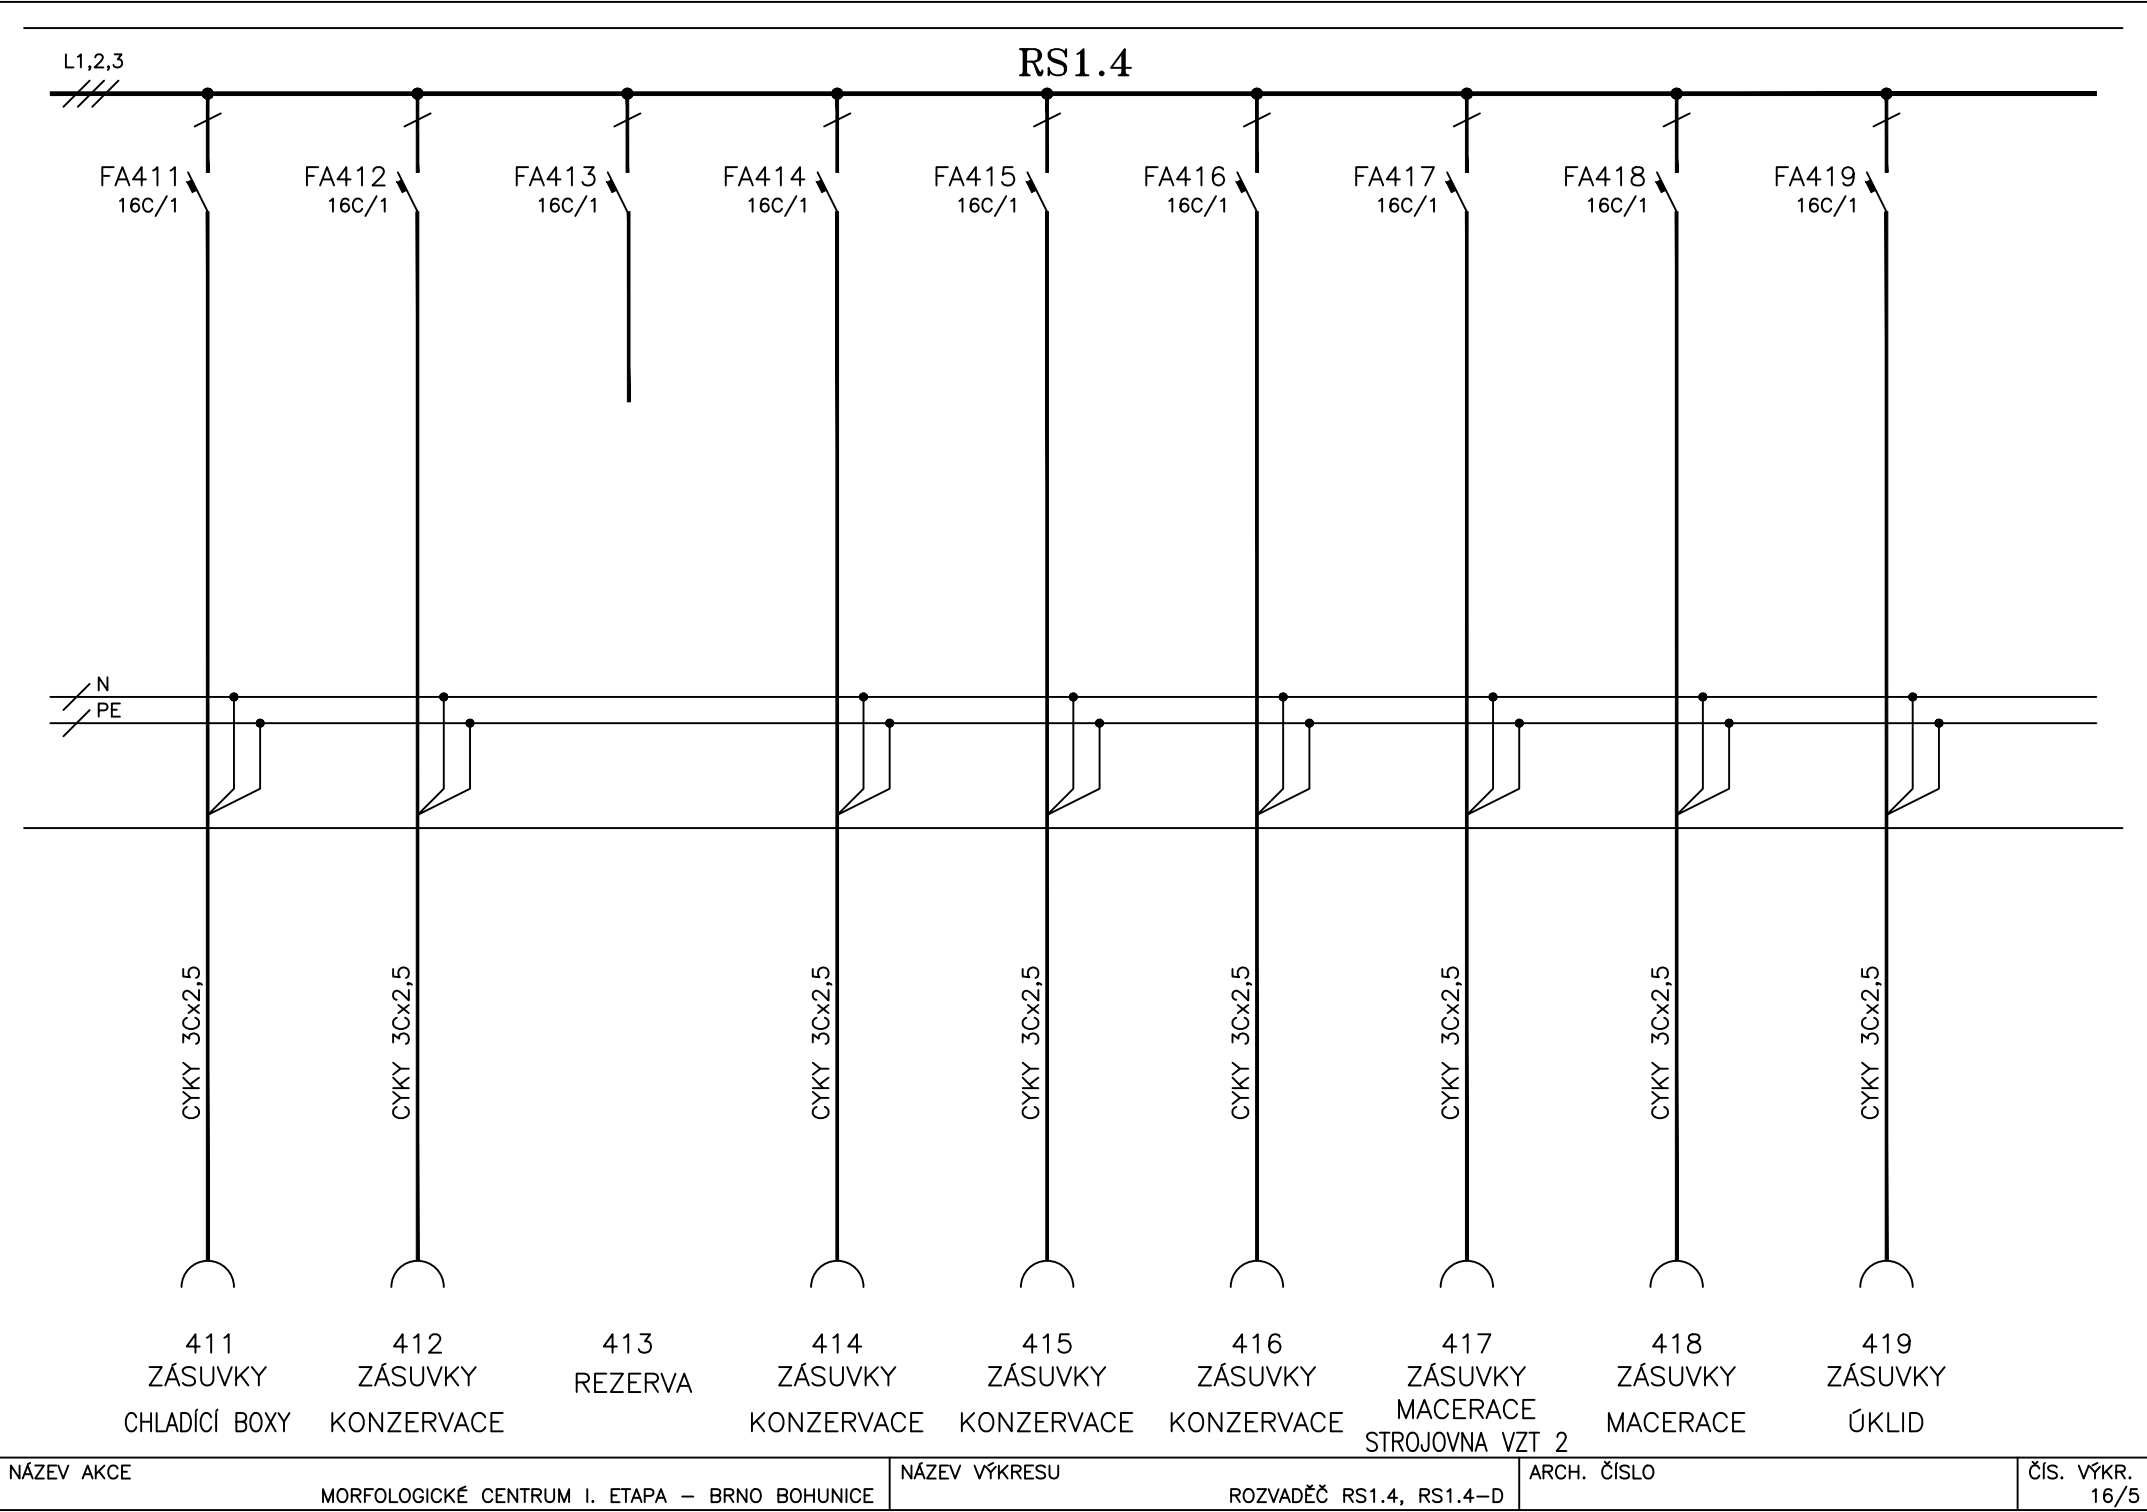 RS1.4
L1,2,3
FA411 FA412 FA413 FA414 FA415 FA416 FA417 FA418 FA419
16C/1 16C/1 16C/1 16C/1 16C/1 16C/1 16C/1 16C/1 16C/1
N
PE
CYKY 3Cx2,5
CYKY 3Cx2,5
CYKY 3Cx2,5
CYKY 3Cx2,5
CYKY 3Cx2,5
CYKY 3Cx2,5
CYKY 3Cx2,5
CYKY 3Cx2,5
411
ZÁSUVKY
CHLADÍCÍ BOXY
412
ZÁSUVKY
KONZERVACE
413
REZERVA
414
ZÁSUVKY
KONZERVACE
415
ZÁSUVKY
KONZERVACE
416
ZÁSUVKY
KONZERVACE
417
ZÁSUVKY
MACERACE
STROJOVNA VZT 2
418
ZÁSUVKY
MACERACE
419
ZÁSUVKY
ÚKLID
NÁZEV AKCE
MORFOLOGICKÉ CENTRUM I. ETAPA – BRNO BOHUNICE
NÁZEV VÝKRESU
ROZVADĚČ RS1.4, RS1.4–D
ARCH. ČÍSLO
ČÍS. VÝKR.
16/5